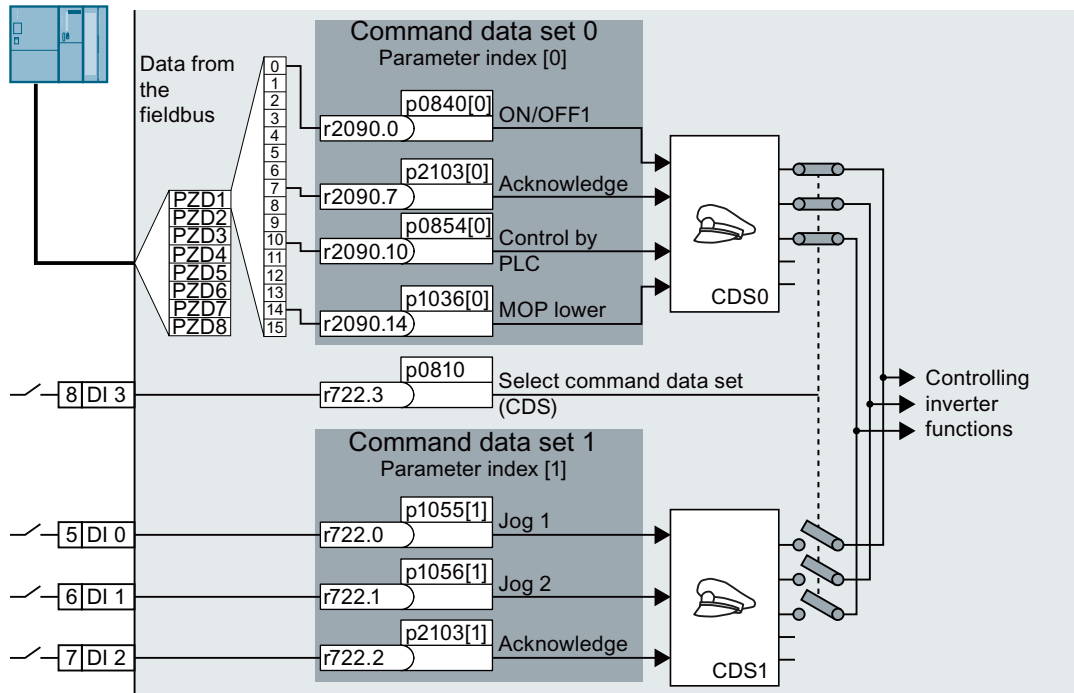 Command data set 0
Parameter index [0]
Data from
the
fieldbus
0
1
2
3
4
5
6
7
8
9
10
11
12
13
14
15
PZD1
PZD2
PZD3
PZD4
PZD5
PZD6
PZD7
PZD8
p0840[0]
r2090.0
ON/OFF1
p2103[0]
r2090.7
Acknowledge
p0854[0]
r2090.10
Control by
PLC
p1036[0]
r2090.14
MOP lower
CDS0
8 DI 3
p0810
r722.3
Select command data set
(CDS)
Controlling
inverter
functions
Command data set 1
Parameter index [1]
5 DI 0
p1055[1]
r722.0
Jog 1
6 DI 1
p1056[1]
r722.1
Jog 2
7 DI 2
p2103[1]
r722.2
Acknowledge
CDS1